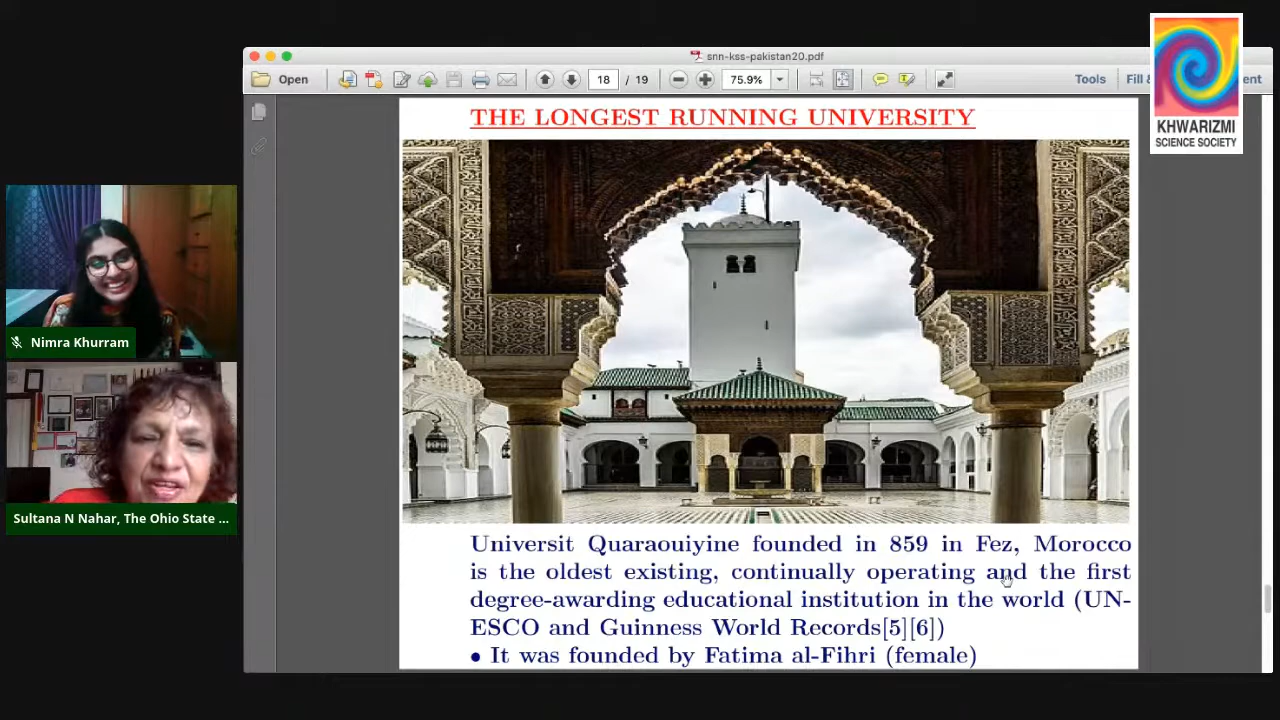 snn-kss-pakistan20.pdf
Open
18 / 19
75.9%
Tools
Fill &
ent
KHWARIZMI
SCIENCE SOCIETY
THE LONGEST RUNNING UNIVERSITY
Nimra Khurram
Sultana N Nahar, The Ohio State ...
Universit Quaraouiyine founded in 859 in Fez, Morocco
is the oldest existing, continually operating and the first
degree-awarding educational institution in the world (UN-
ESCO and Guinness World Records[5][6])
• It was founded by Fatima al-Fihri (female)